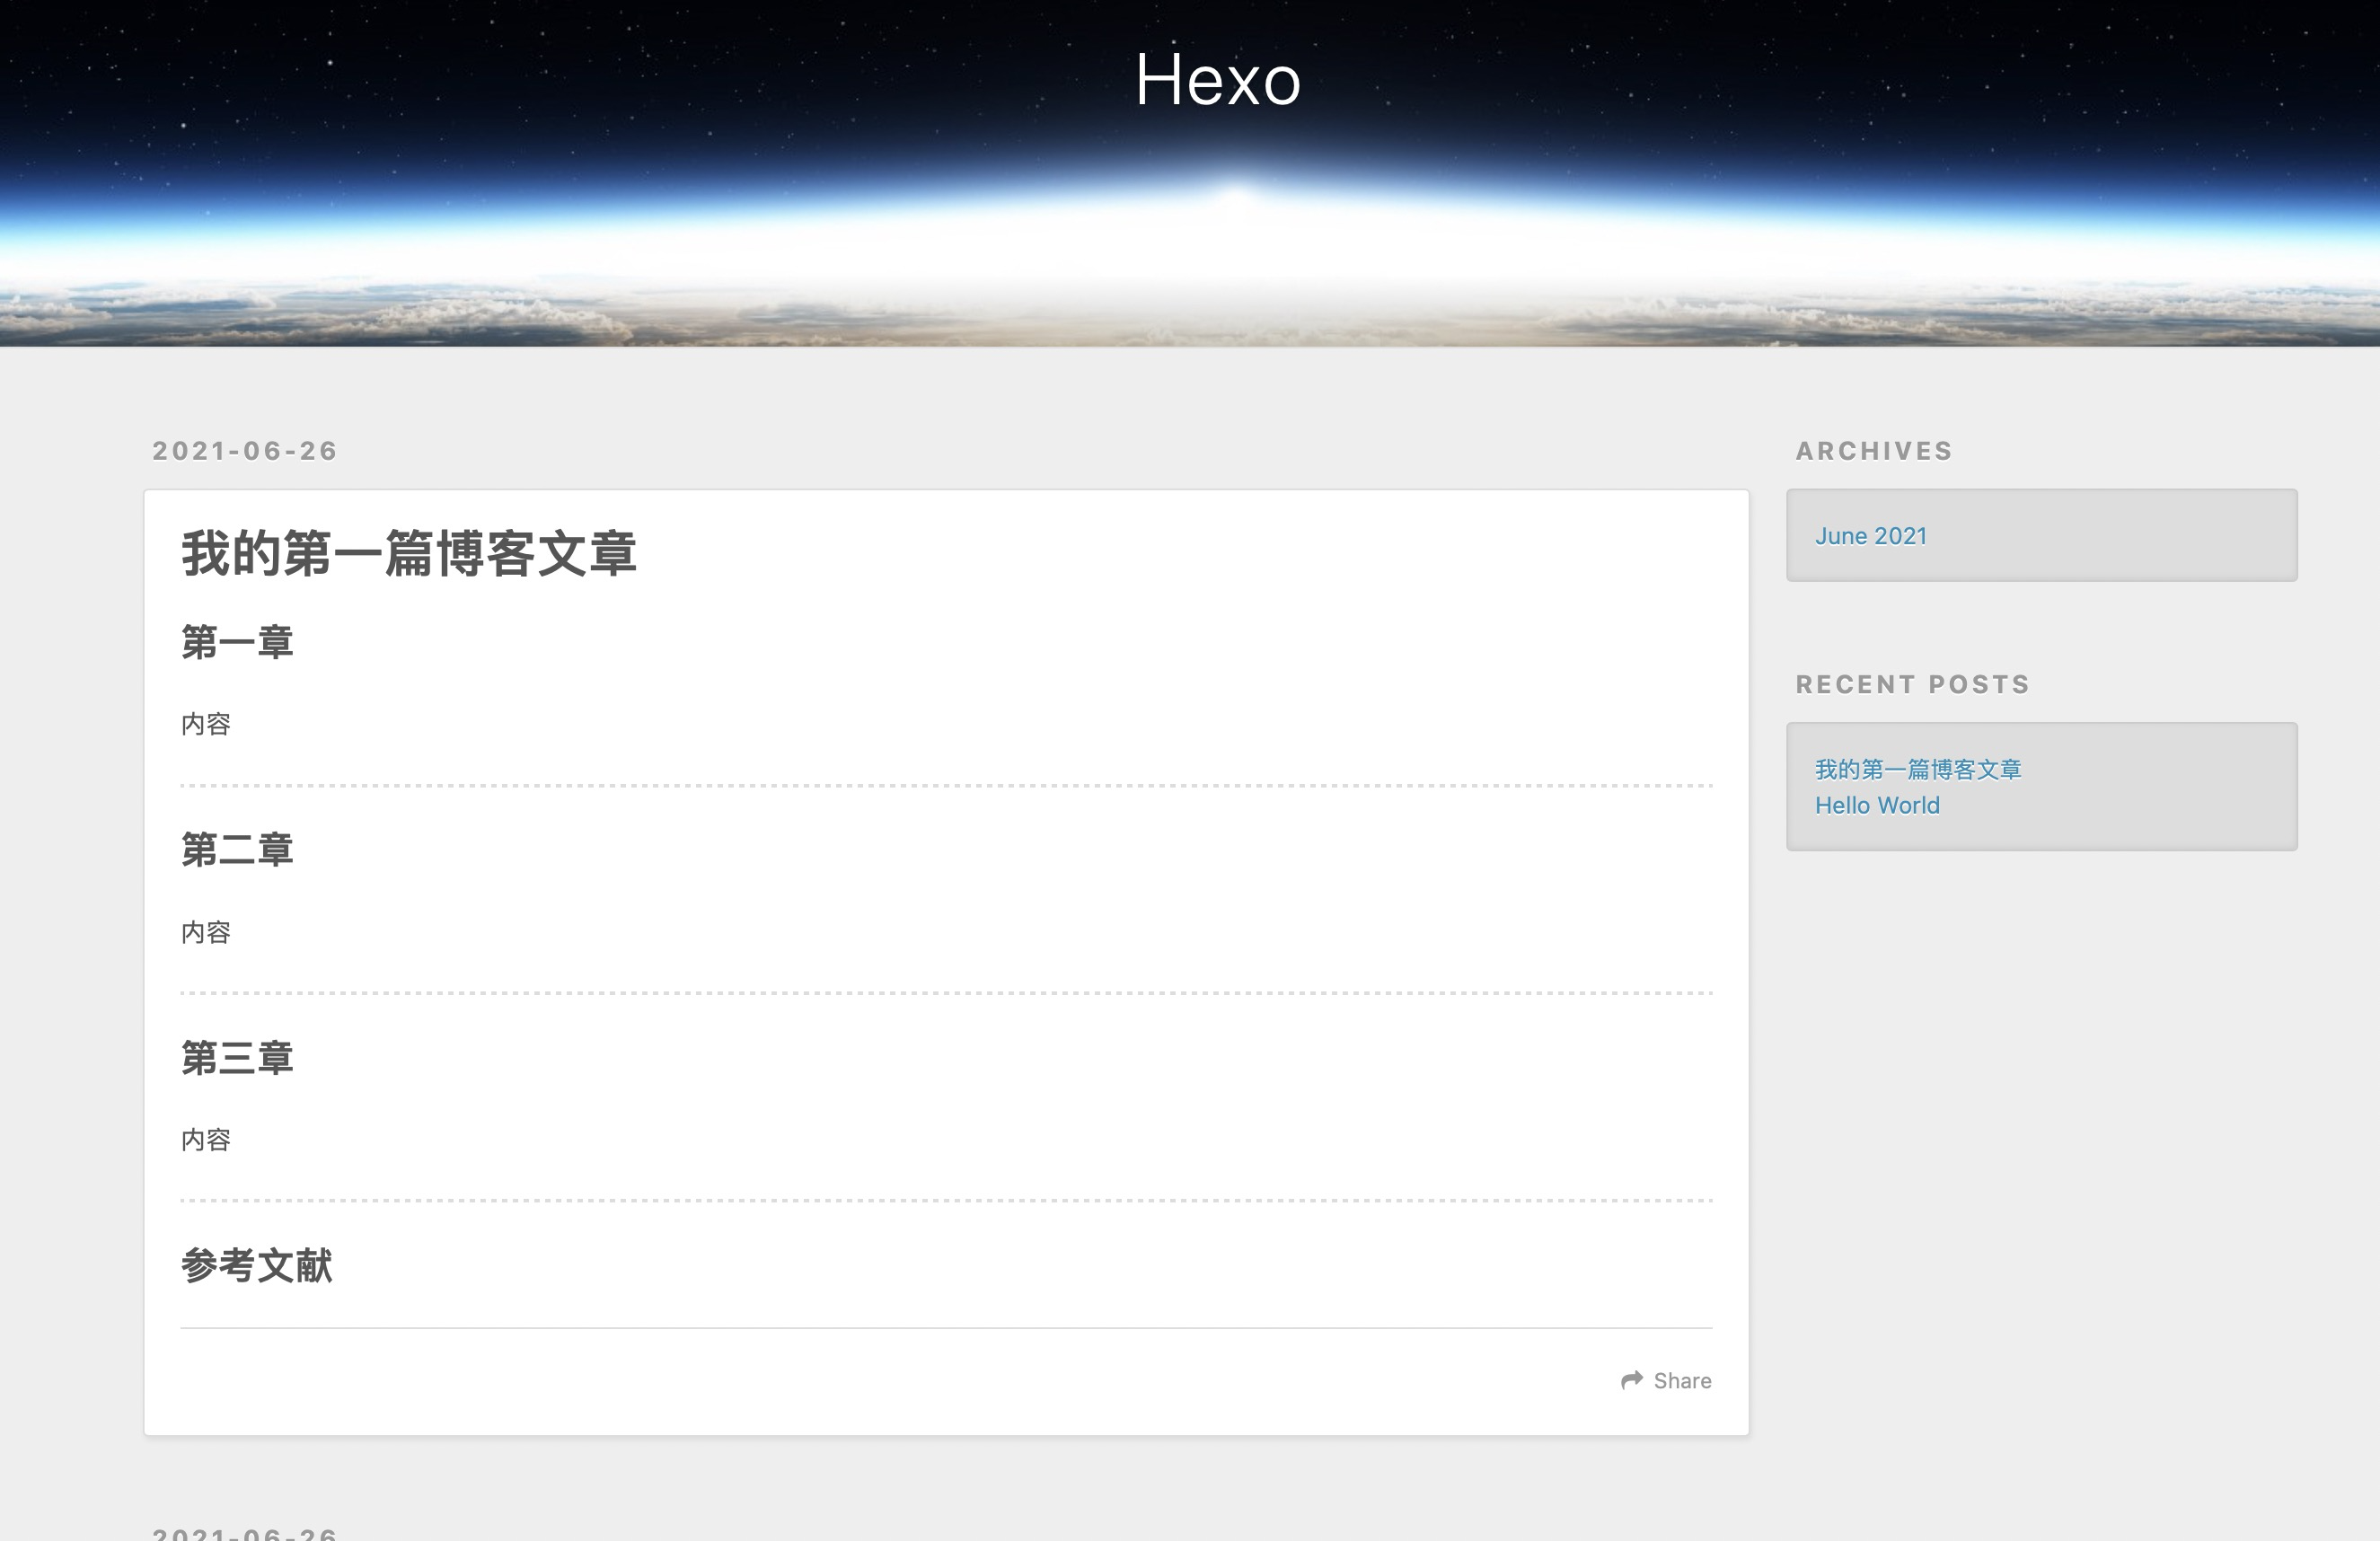 Hexo
2021-06-26
我的第一篇博客文章
第一章
内容
第二章
内容
第三章
内容
参考文献
Share
ARCHIVES
June 2021
RECENT POSTS
我的第一篇博客文章
Hello World
2021-06-26